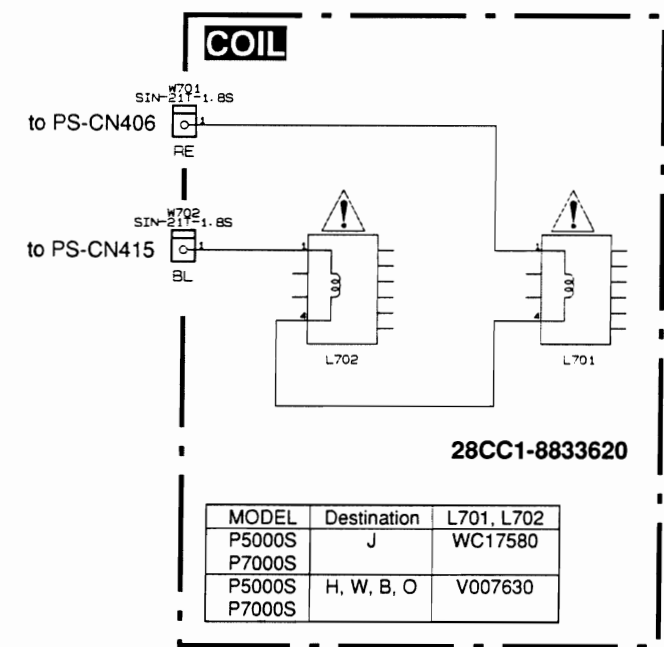 COIL
W701
SIN-21T-1.8S
to PS-CN406
1
RE
W702
SIN-21T-1.8S
to PS-CN415
1
BL
!
1
4
L702
!
1
4
L701
28CC1-8833620
MODEL Destination L701, L702
P5000S J WC17580
P7000S
P5000S H, W, B, O V007630
P7000S